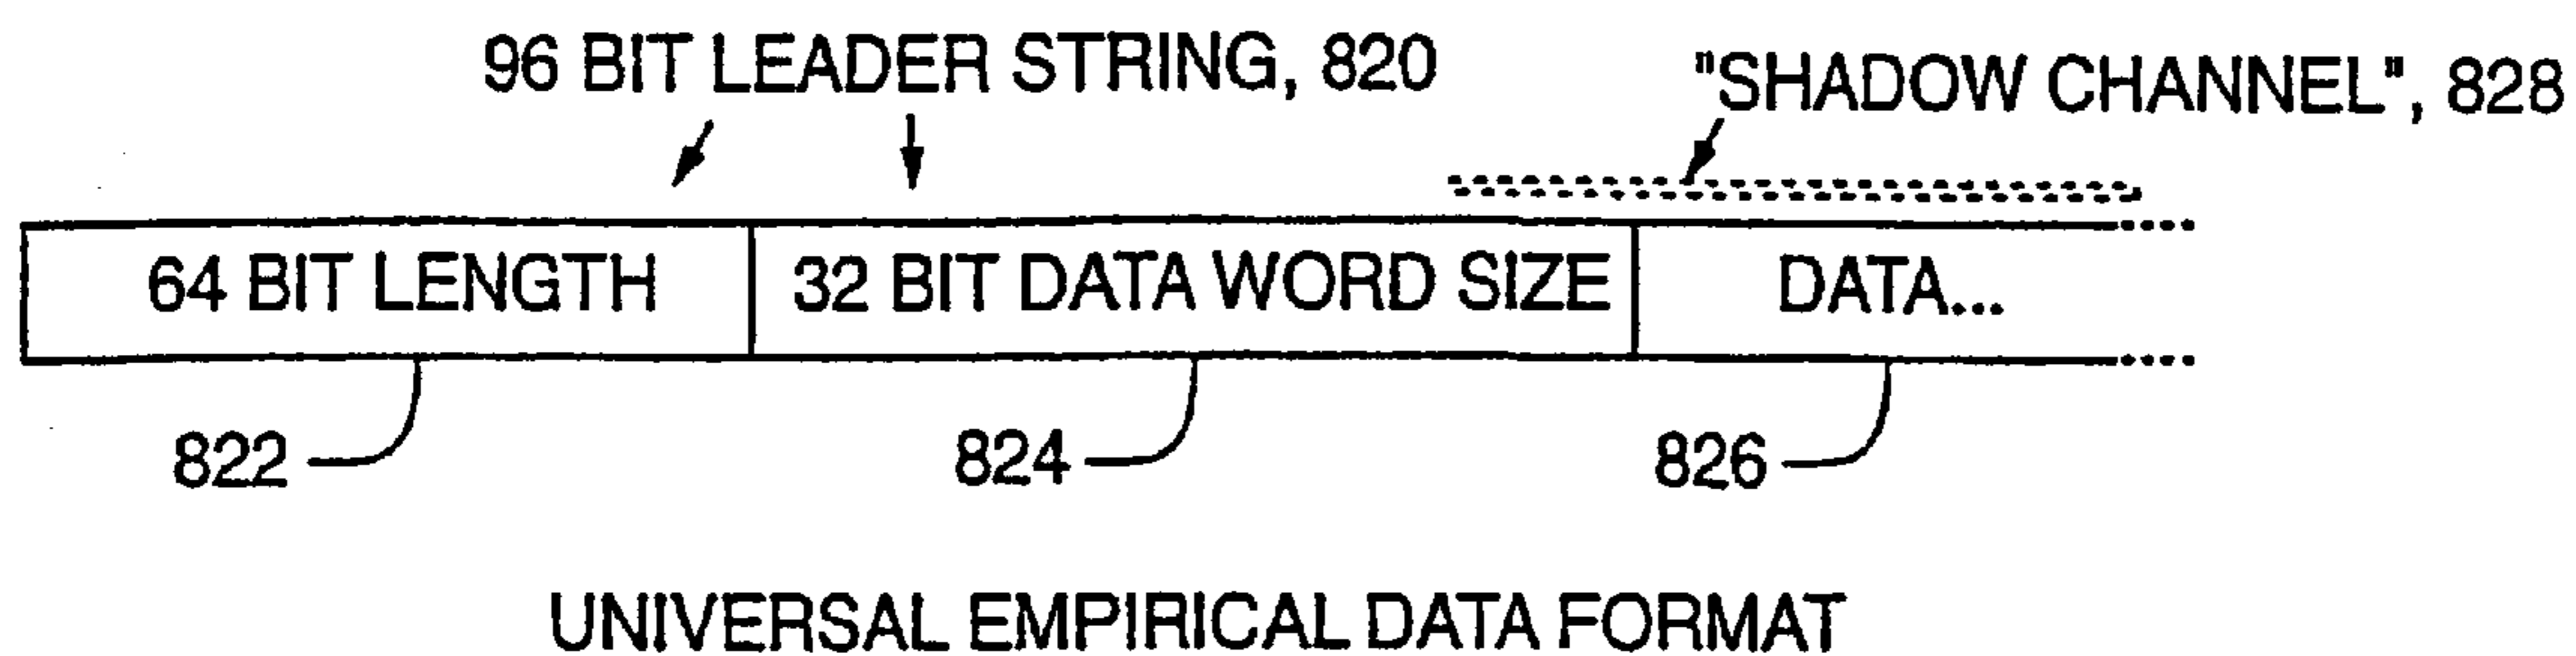 96 BIT LEADER STRING, 820
"SHADOW CHANNEL", 828
64 BIT LENGTH
32 BIT DATA WORD SIZE
DATA...
822
824
826
UNIVERSAL EMPIRICAL DATA FORMAT